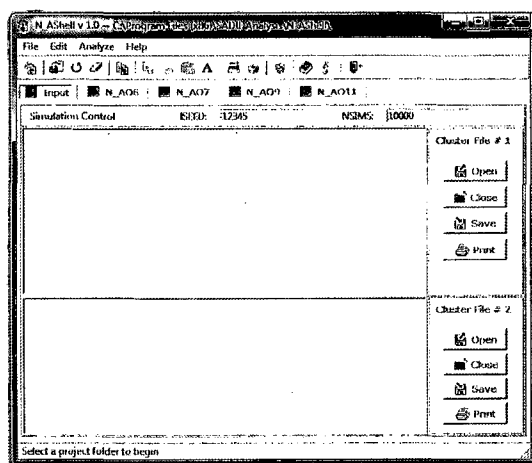 N_AShell v 1.0 -
File Edit Analyze Help
Input N_AO6 N_AO7 N_AO9 N_AO11
Simulation Control ISEED: 12345 NSIMS: 10000
Cluster File # 1
Open
Close
Save
Print
Cluster File # 2
Open
Close
Save
Print
Select a project folder to begin